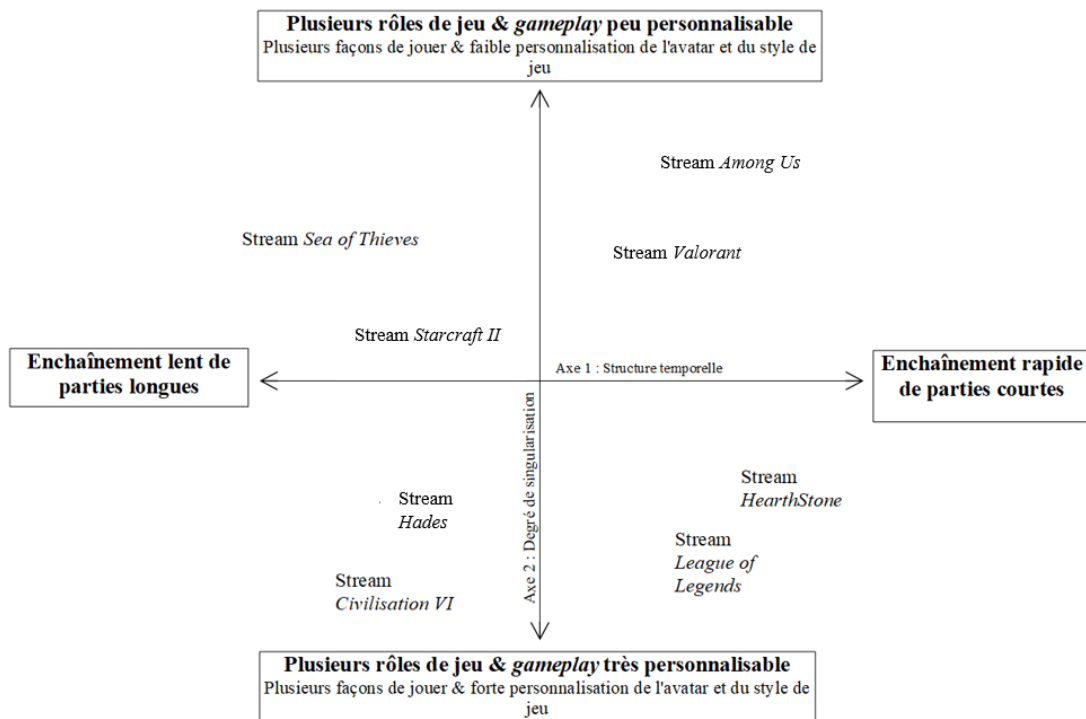 Plusieurs rôles de jeu & gameplay peu personnalisable
Plusieurs façons de jouer & faible personnalisation de l'avatar et du style de
jeu
Stream Among Us
Stream Sea of Thieves
Stream Valorant
Stream Starcraft II
Enchaînement lent de
parties longues
Axe 1 : Structure temporelle
Enchaînement rapide
de parties courtes
Axe 2 : Degré de singularisation
Stream
HearthStone
Stream
Hades
Stream
League of
Legends
Stream
Civilisation VI
Plusieurs rôles de jeu & gameplay très personnalisable
Plusieurs façons de jouer & forte personnalisation de l'avatar et du style de
jeu